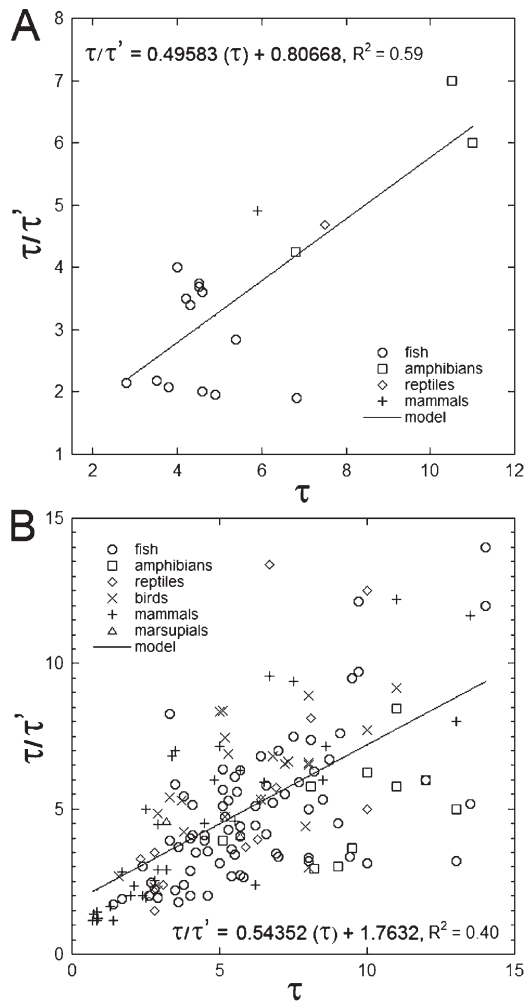 A
8
τ/τ' = 0.49583 (τ) + 0.80668, R² = 0.59
7
6
5
τ/τ'
4
3
fish
amphibians
2
reptiles
mammals
model
1
2 4 6 8 10 12
τ
B
15
fish
amphibians
reptiles
birds
mammals
marsupials
model
10
τ/τ'
5
τ/τ' = 0.54352 (τ) + 1.7632, R² = 0.40
0
0 5 10 15
τ